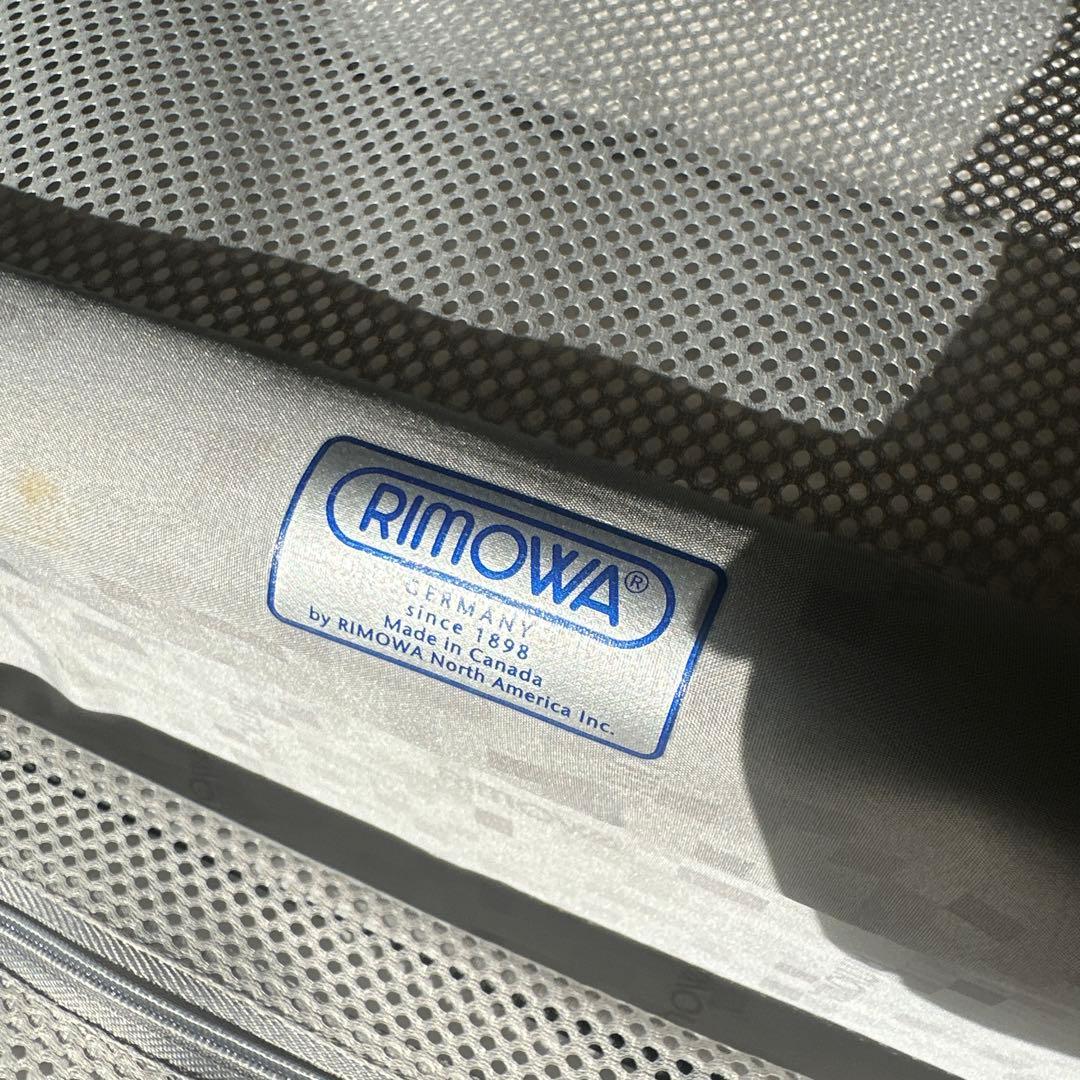 RIMOWA®
GERMANY
since 1898
Made in Canada
by RIMOWA North America Inc.